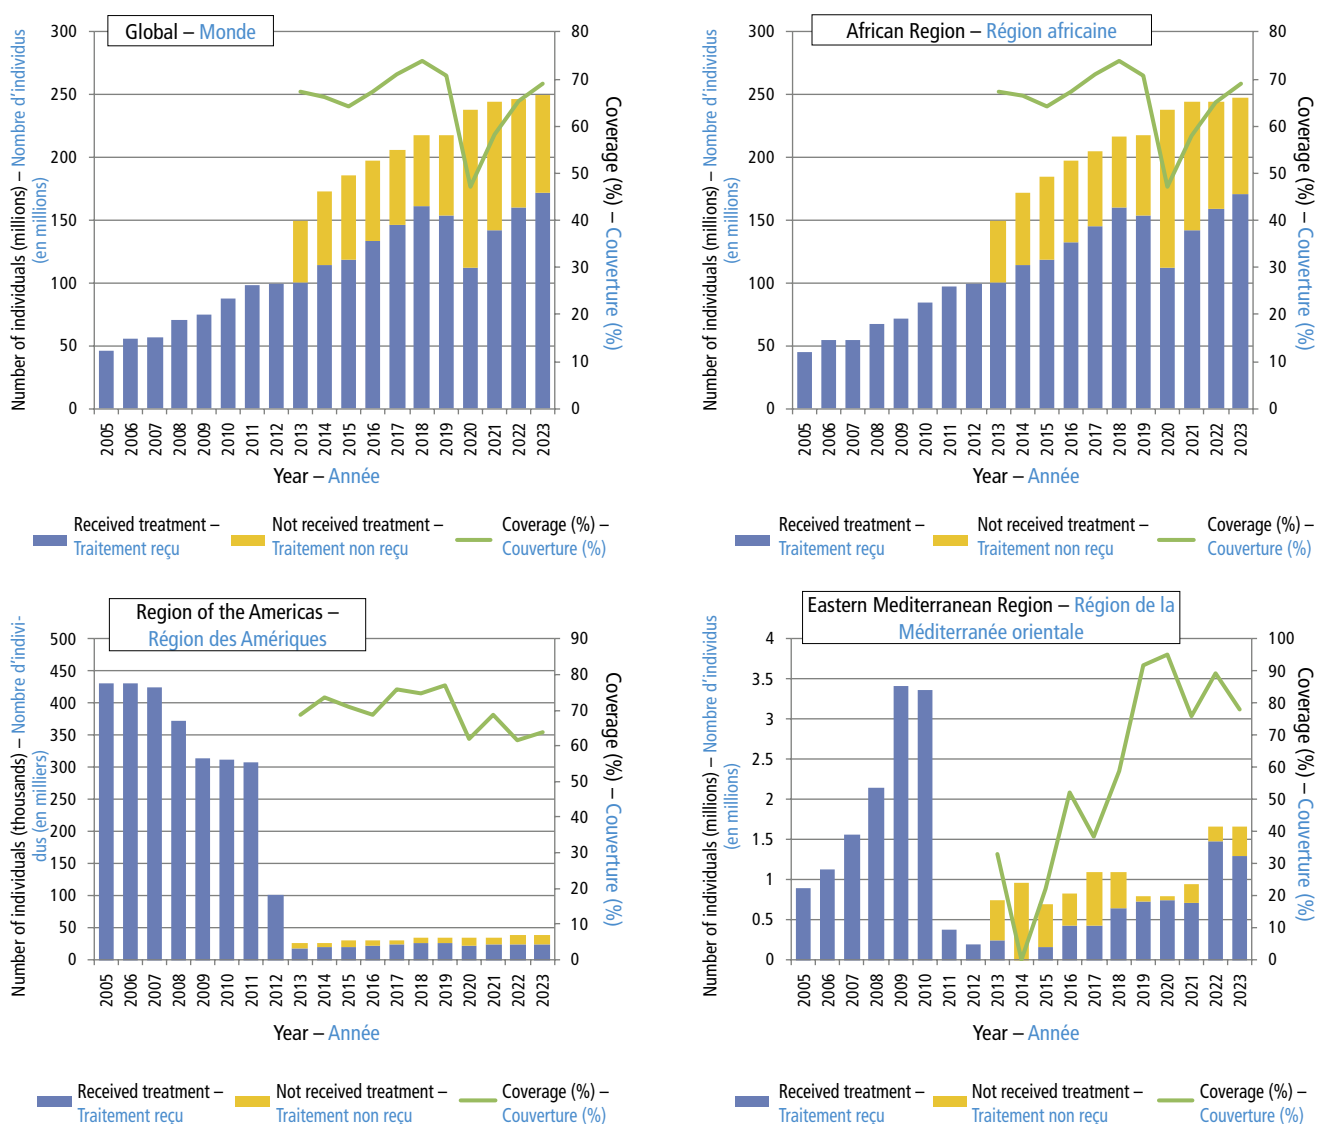 Global – Monde
Number of individuals (millions) – Nombre d'individus
(en millions)
300
250
200
150
100
50
0
80
70
60
50
40
30
20
10
0
Coverage (%) – Couverture (%)
2005 2006 2007 2008 2009 2010 2011 2012 2013 2014 2015 2016 2017 2018 2019 2020 2021 2022 2023
Year – Année
Received treatment –
Traitement reçu
Not received treatment –
Traitement non reçu
Coverage (%) –
Couverture (%)
African Region – Région africaine
Number of individuals (millions) – Nombre d'individus
(en millions)
300
250
200
150
100
50
0
80
70
60
50
40
30
20
10
0
Coverage (%) – Couverture (%)
2005 2006 2007 2008 2009 2010 2011 2012 2013 2014 2015 2016 2017 2018 2019 2020 2021 2022 2023
Year – Année
Received treatment –
Traitement reçu
Not received treatment –
Traitement non reçu
Coverage (%) –
Couverture (%)
Region of the Americas –
Région des Amériques
Number of individuals (thousands) – Nombre d'indivi-
dus (en milliers)
500
450
400
350
300
250
200
150
100
50
0
90
80
70
60
50
40
30
20
10
0
Coverage (%) – Couverture (%)
2005 2006 2007 2008 2009 2010 2011 2012 2013 2014 2015 2016 2017 2018 2019 2020 2021 2022 2023
Year – Année
Received treatment –
Traitement reçu
Not received treatment –
Traitement non reçu
Coverage (%) –
Couverture (%)
Eastern Mediterranean Region – Région de la
Méditerranée orientale
Number of individuals (millions) – Nombre d'individus
(en millions)
4
3.5
3
2.5
2
1.5
1
0.5
0
100
90
80
70
60
50
40
30
20
10
0
Coverage (%) – Couverture (%)
2005 2006 2007 2008 2009 2010 2011 2012 2013 2014 2015 2016 2017 2018 2019 2020 2021 2022 2023
Year – Année
Received treatment –
Traitement reçu
Not received treatment –
Traitement non reçu
Coverage (%) –
Couverture (%)